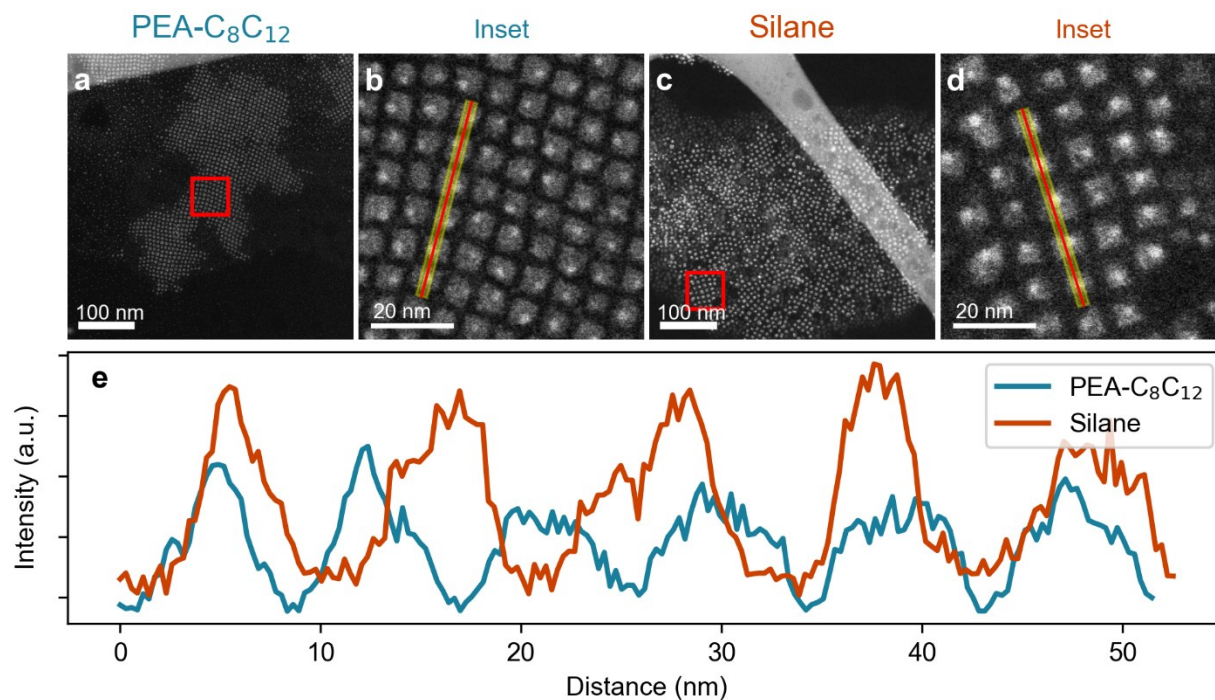 PEA-C₈C₁₂ Inset Silane Inset
a b c d
100 nm 20 nm 100 nm 20 nm
e
PEA-C₈C₁₂
Silane
Intensity (a.u.)
0 10 20 30 40 50
Distance (nm)